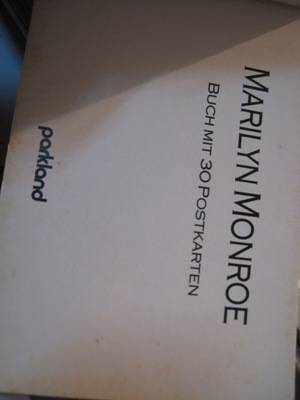 MARILYN MONROE
BUCH MIT 30 POSTKARTEN
parkland